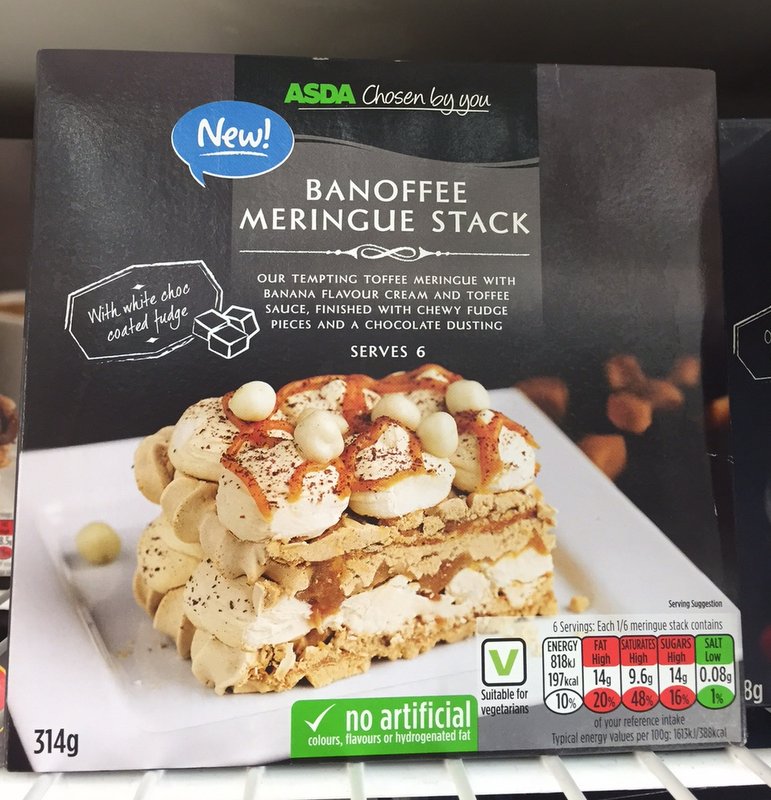 ASDA Chosen by you
New!
BANOFFEE
MERINGUE STACK
OUR TEMPTING TOFFEE MERINGUE WITH
BANANA FLAVOUR CREAM AND TOFFEE
SAUCE, FINISHED WITH CHEWY FUDGE
PIECES AND A CHOCOLATE DUSTING
SERVES 6
With white choc
coated fudge
Serving Suggestion
6 Servings: Each 1/6 meringue stack contains
ENERGY FAT SATURATES SUGARS SALT
High High High Low
818kJ
197kcal 14g 9.6g 14g 0.08g
10% 20% 48% 16% 1%
of your reference intake
Typical energy values per 100g: 1613kJ/388kcal
V
Suitable for
vegetarians
no artificial
colours, flavours or hydrogenated fat
314g
8g